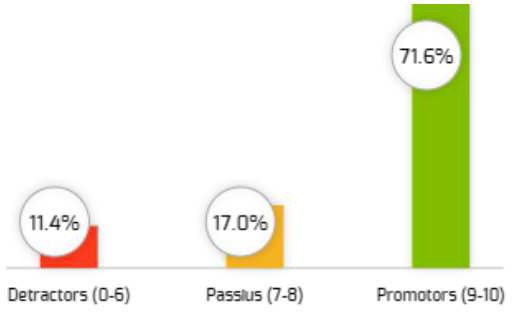 71.6%
11.4%
17.0%
Detractors (0-6)
Passius (7-8)
Promotors (9-10)